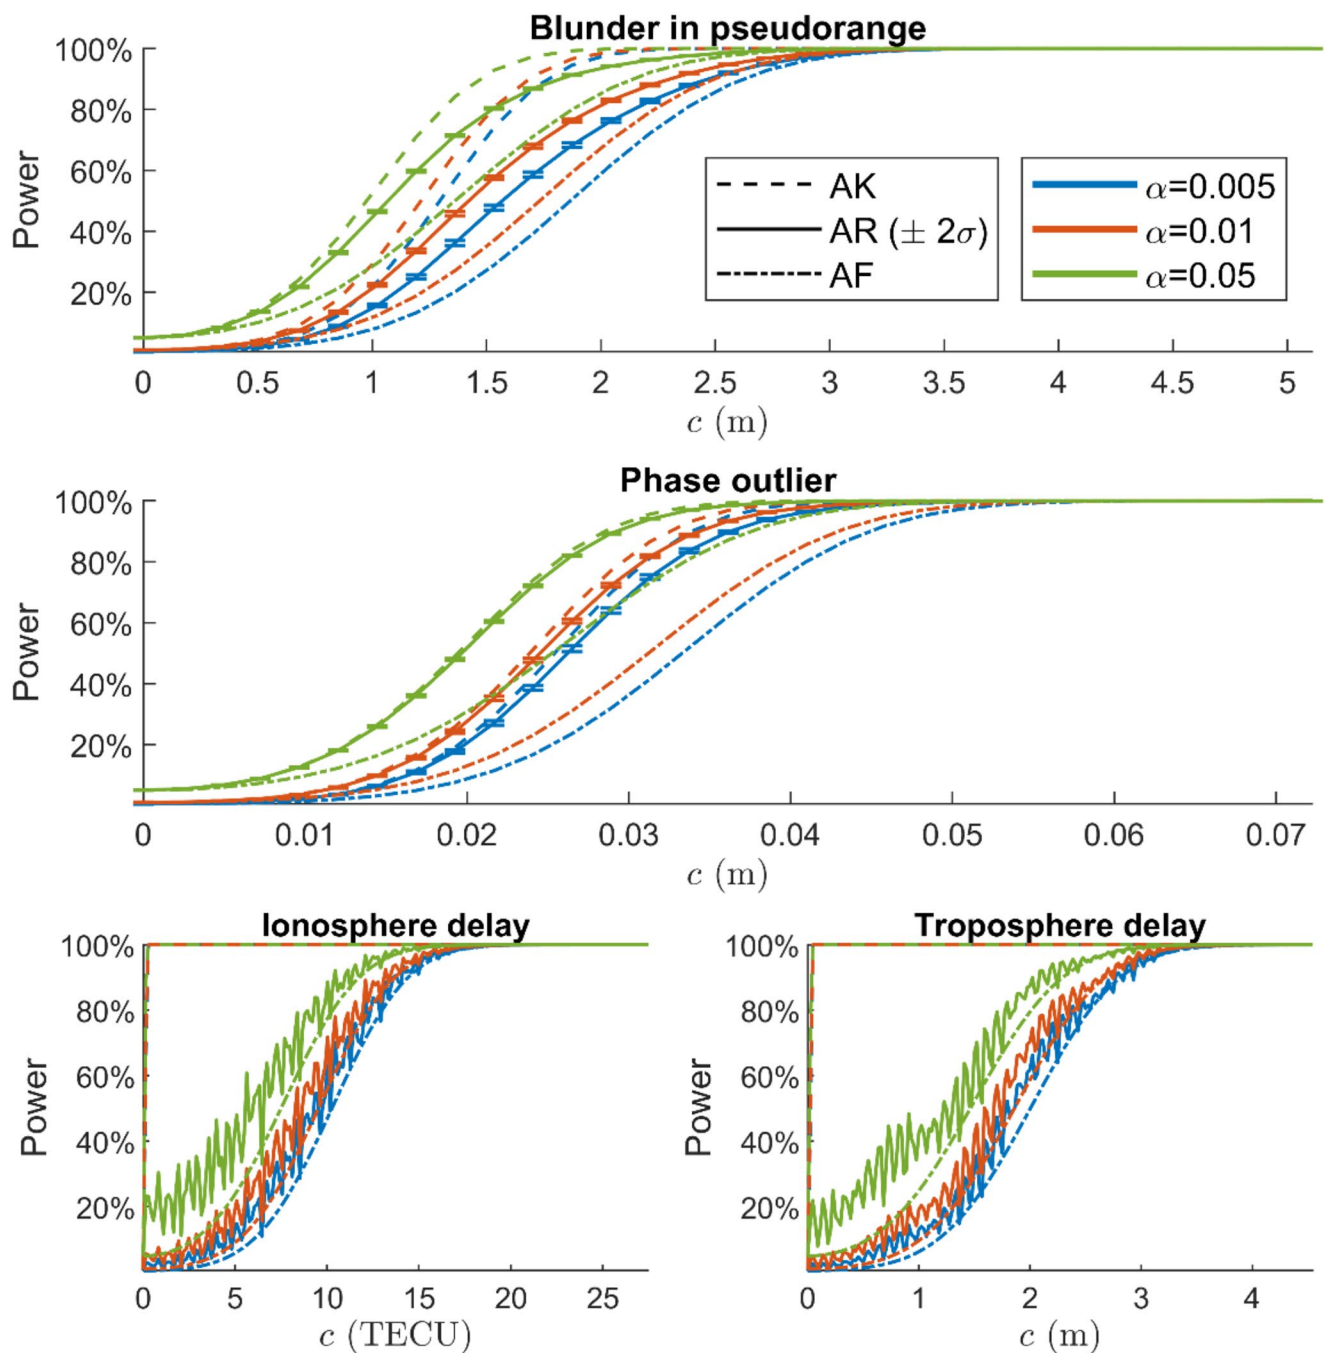 Blunder in pseudorange
100%
80%
60%
40%
20%
Power
AK
AR (± 2σ)
AF
α=0.005
α=0.01
α=0.05
0 0.5 1 1.5 2 2.5 3 3.5 4 4.5 5
c (m)
Phase outlier
100%
80%
60%
40%
20%
Power
0 0.01 0.02 0.03 0.04 0.05 0.06 0.07
c (m)
Ionosphere delay
100%
80%
60%
40%
20%
Power
0 5 10 15 20 25
c (TECU)
Troposphere delay
100%
80%
60%
40%
20%
Power
0 1 2 3 4
c (m)